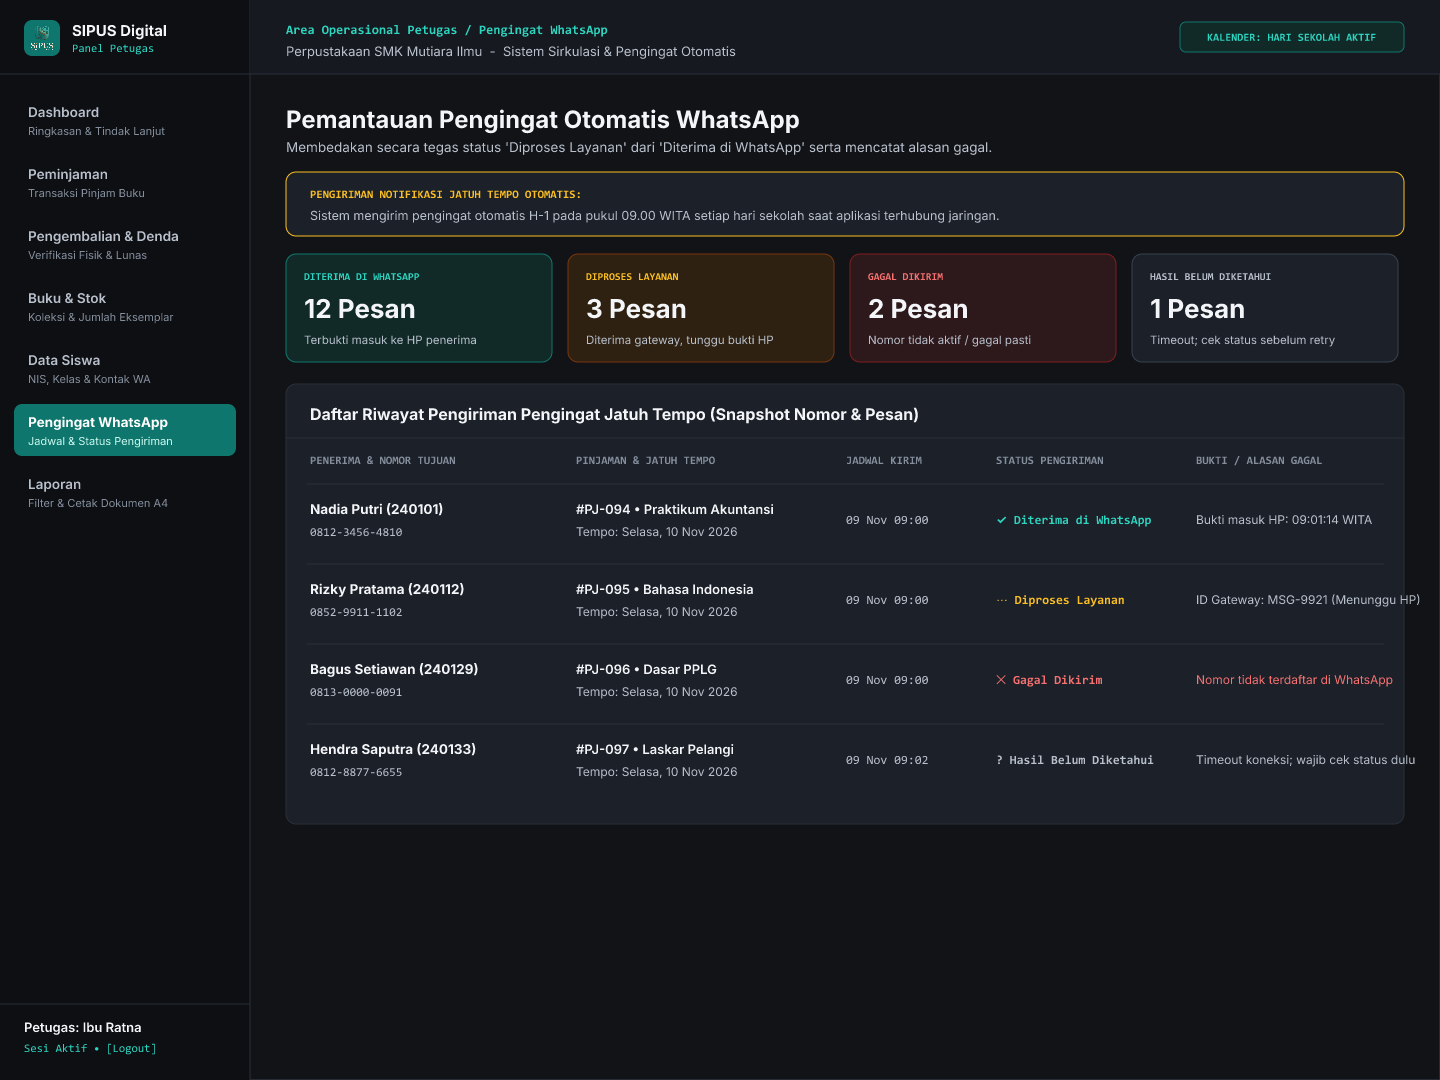 SIPUS
SIPUS Digital
Panel Petugas
Dashboard
Ringkasan & Tindak Lanjut
Peminjaman
Transaksi Pinjam Buku
Pengembalian & Denda
Verifikasi Fisik & Lunas
Buku & Stok
Koleksi & Jumlah Eksemplar
Data Siswa
NIS, Kelas & Kontak WA
Pengingat WhatsApp
Jadwal & Status Pengiriman
Laporan
Filter & Cetak Dokumen A4
Petugas: Ibu Ratna
Sesi Aktif • [Logout]
Area Operasional Petugas / Pengingat WhatsApp
Perpustakaan SMK Mutiara Ilmu - Sistem Sirkulasi & Pengingat Otomatis
KALENDER: HARI SEKOLAH AKTIF
Pemantauan Pengingat Otomatis WhatsApp
Membedakan secara tegas status 'Diproses Layanan' dari 'Diterima di WhatsApp' serta mencatat alasan gagal.
PENGIRIMAN NOTIFIKASI JATUH TEMPO OTOMATIS:
Sistem mengirim pengingat otomatis H-1 pada pukul 09.00 WITA setiap hari sekolah saat aplikasi terhubung jaringan.
DITERIMA DI WHATSAPP
12 Pesan
Terbukti masuk ke HP penerima
DIPROSES LAYANAN
3 Pesan
Diterima gateway, tunggu bukti HP
GAGAL DIKIRIM
2 Pesan
Nomor tidak aktif / gagal pasti
HASIL BELUM DIKETAHUI
1 Pesan
Timeout; cek status sebelum retry
Daftar Riwayat Pengiriman Pengingat Jatuh Tempo (Snapshot Nomor & Pesan)
PENERIMA & NOMOR TUJUAN PINJAMAN & JATUH TEMPO JADWAL KIRIM STATUS PENGIRIMAN BUKTI / ALASAN GAGAL
Nadia Putri (240101) #PJ-094 • Praktikum Akuntansi
09 Nov 09:00 ✓ Diterima di WhatsApp Bukti masuk HP: 09:01:14 WITA
0812-3456-4810 Tempo: Selasa, 10 Nov 2026
Rizky Pratama (240112) #PJ-095 • Bahasa Indonesia
09 Nov 09:00 ⋯ Diproses Layanan ID Gateway: MSG-9921 (Menunggu HP)
0852-9911-1102 Tempo: Selasa, 10 Nov 2026
Bagus Setiawan (240129) #PJ-096 • Dasar PPLG
09 Nov 09:00 ✕ Gagal Dikirim Nomor tidak terdaftar di WhatsApp
0813-0000-0091 Tempo: Selasa, 10 Nov 2026
Hendra Saputra (240133) #PJ-097 • Laskar Pelangi
09 Nov 09:02 ? Hasil Belum Diketahui Timeout koneksi; wajib cek status dulu
0812-8877-6655 Tempo: Selasa, 10 Nov 2026